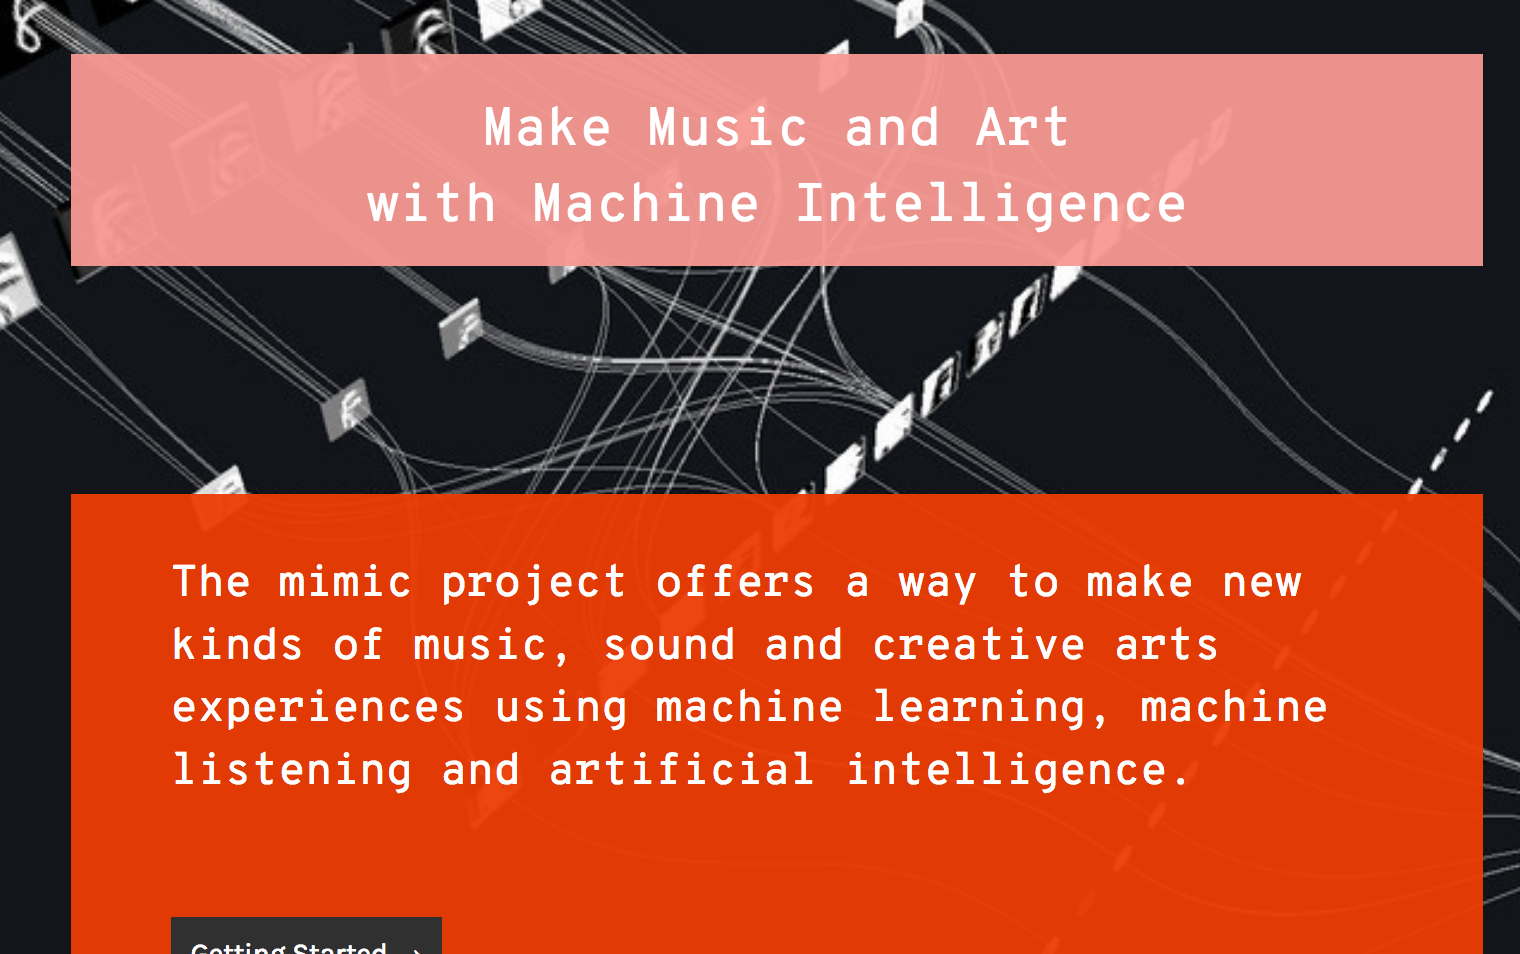 Make Music and Art
with Machine Intelligence
The mimic project offers a way to make new
kinds of music, sound and creative arts
experiences using machine learning, machine
listening and artificial intelligence.
Getting Started →